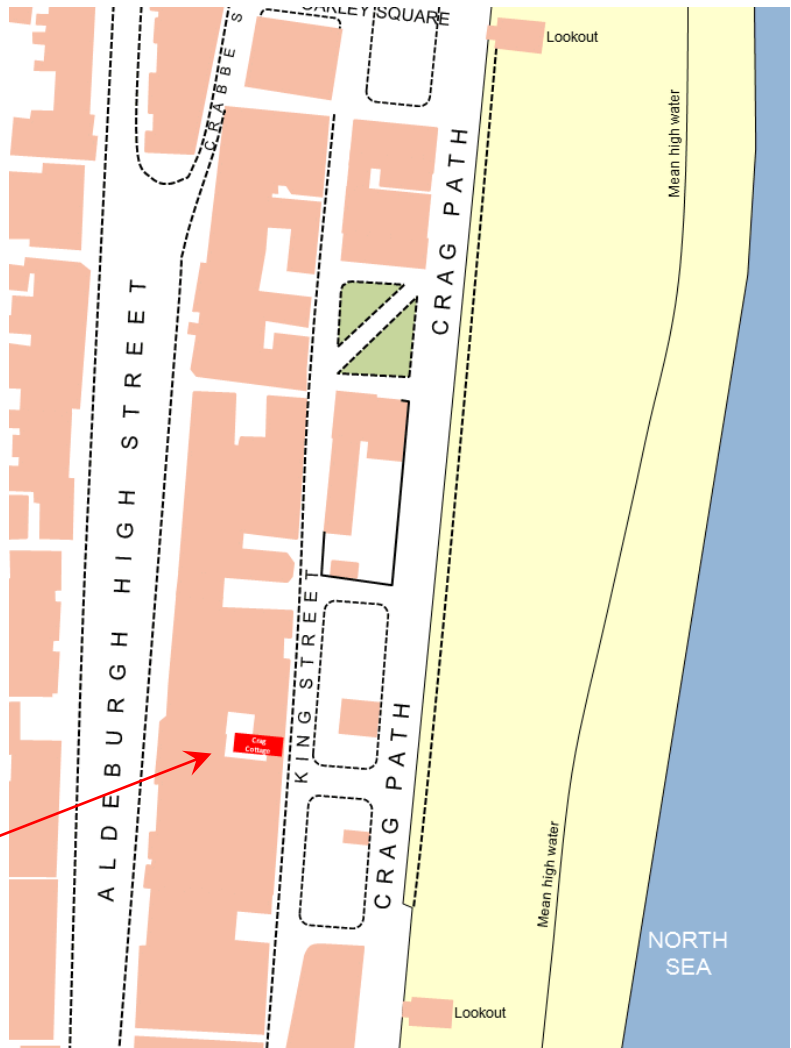 OAKLEY SQUARE
Lookout
CRABBE S
Mean high water
CRAG PATH
ALDEBURGH HIGH STREET
KING STREET
Crag
Cottage
CRAG PATH
Mean high water
NORTH
SEA
Lookout